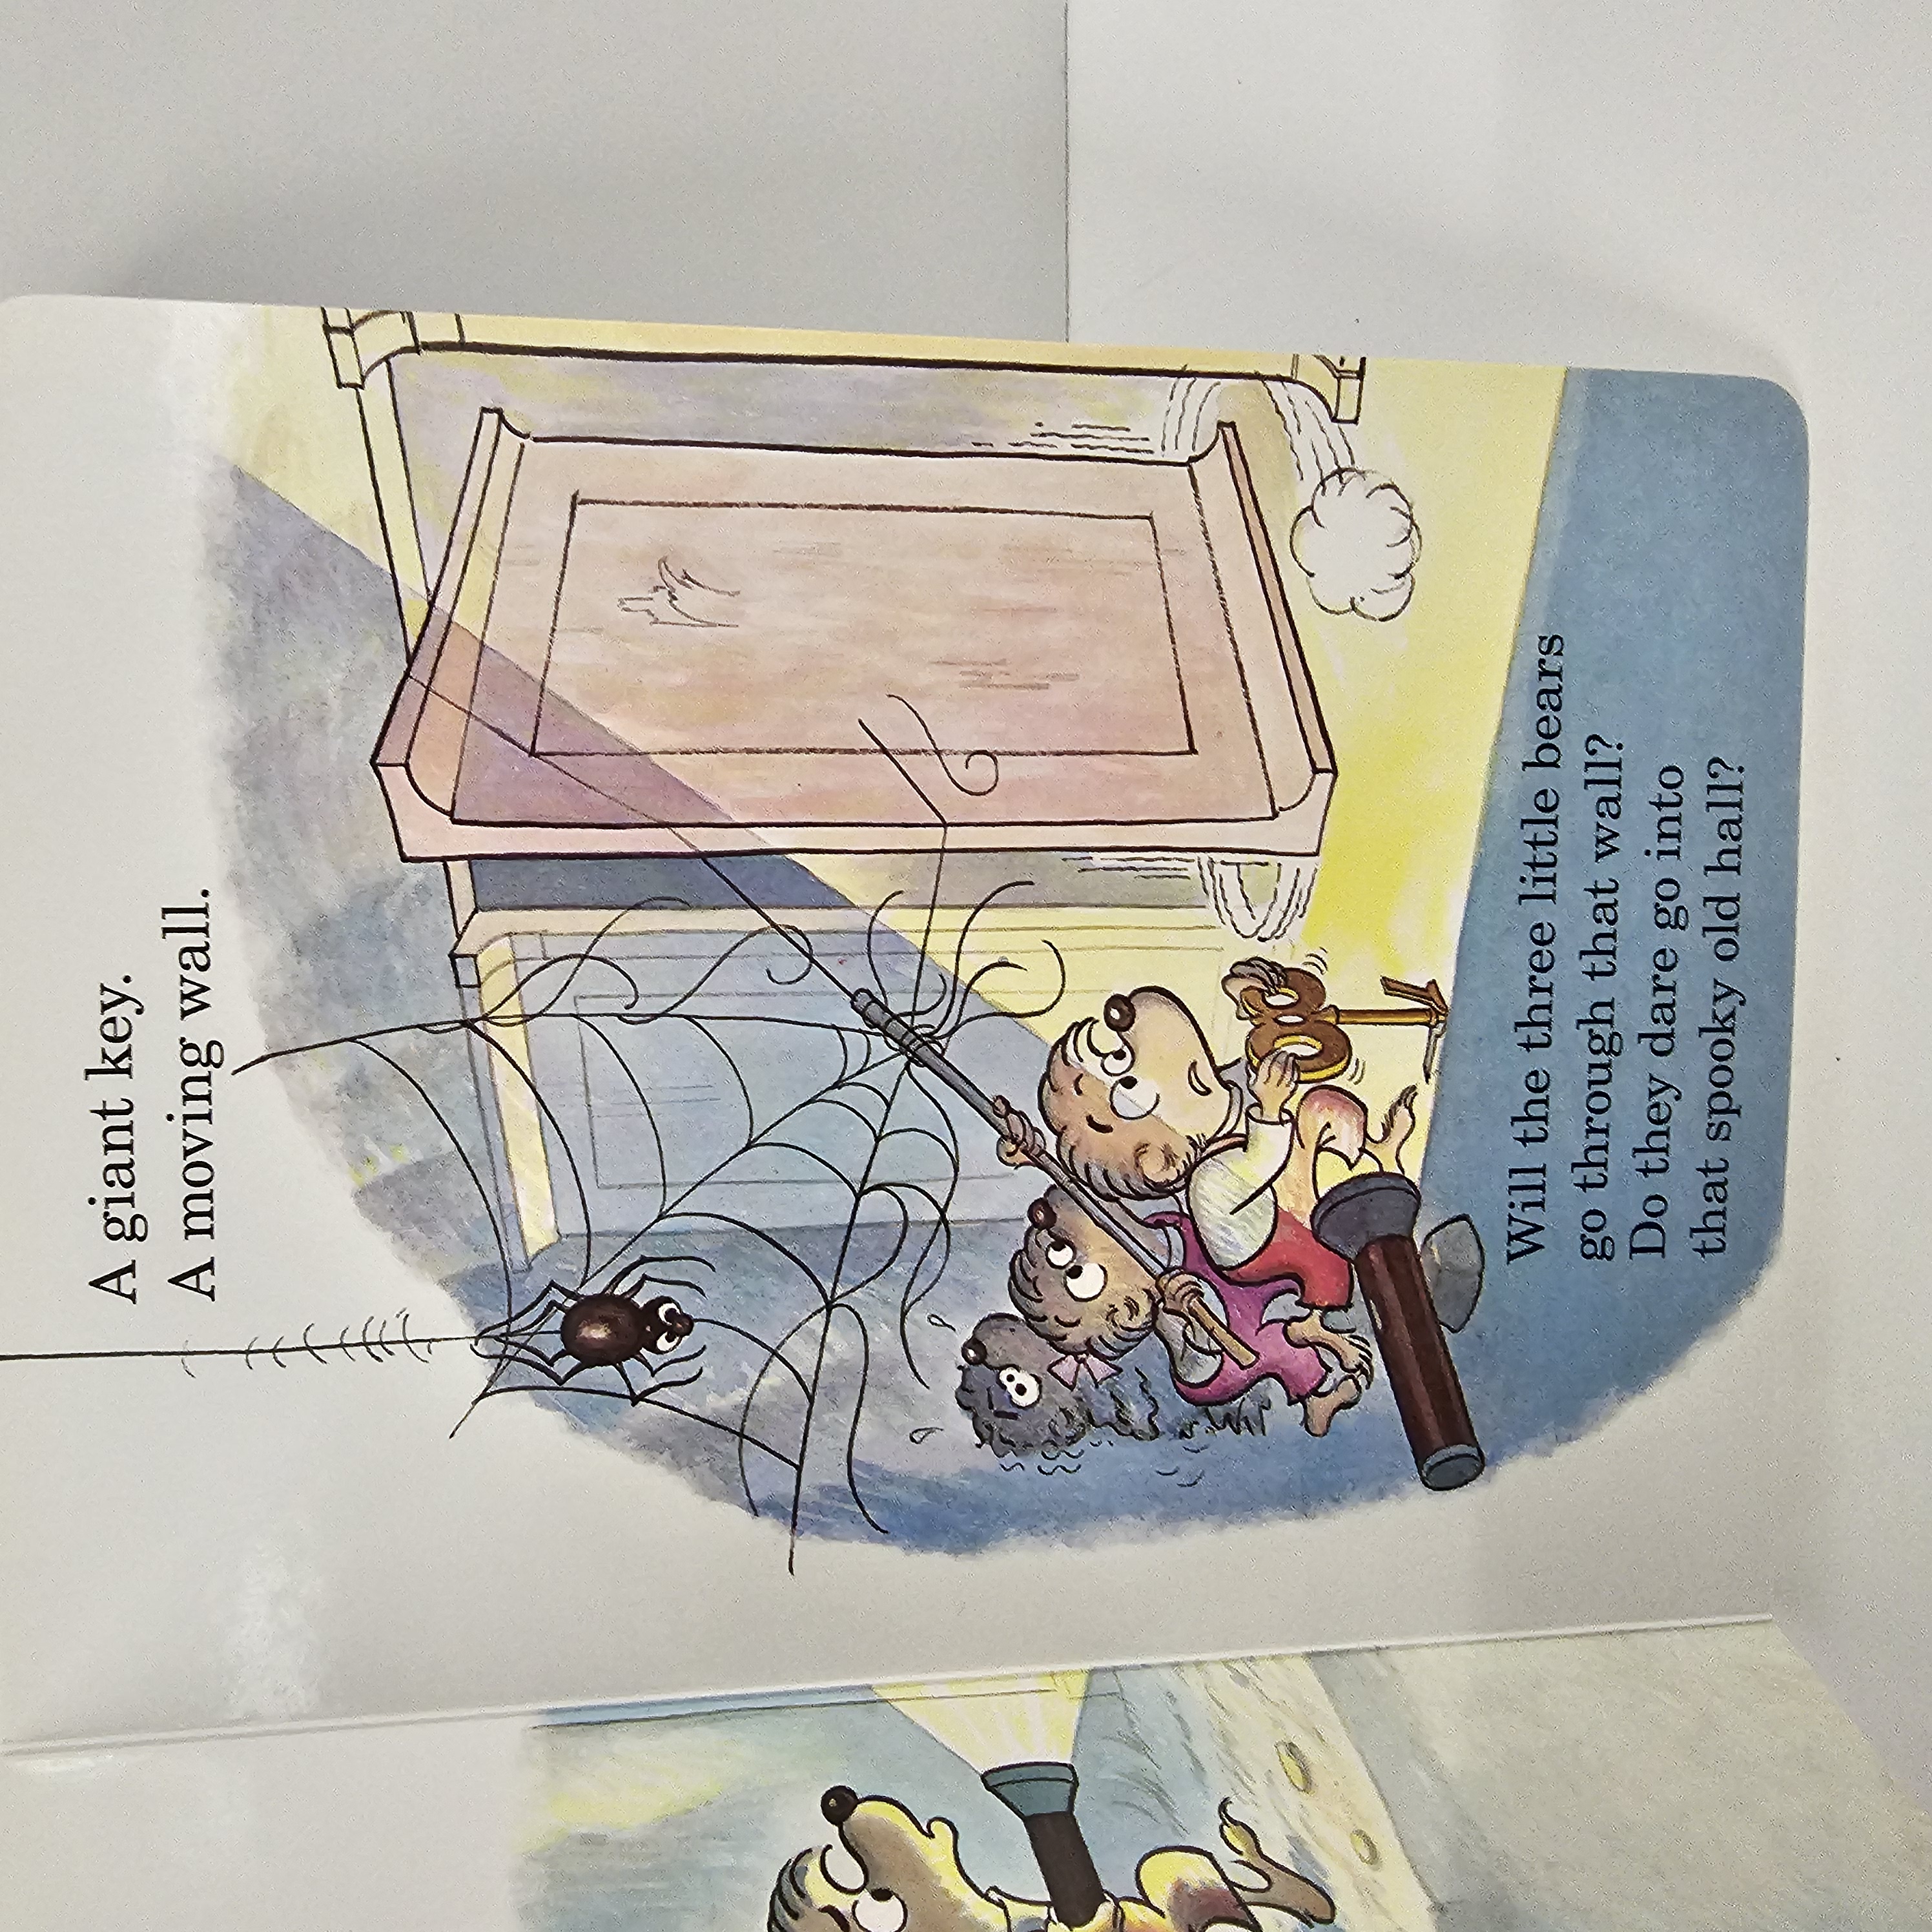 A giant key.
A moving wall.
Will the three little bears
go through that wall?
Do they dare go into
that spooky old hall?